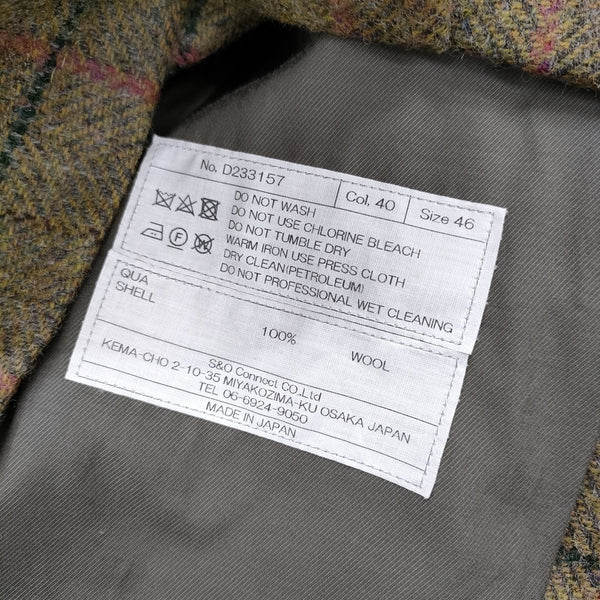 No. D233157
Col. 40
Size 46
DO NOT WASH
DO NOT USE CHLORINE BLEACH
DO NOT TUMBLE DRY
WARM IRON USE PRESS CLOTH
DRY CLEAN(PETROLEUM)
DO NOT PROFESSIONAL WET CLEANING
QUA
SHELL
100% WOOL
S&O Connect CO.,Ltd
KEMA-CHO 2-10-35 MIYAKOZIMA-KU OSAKA JAPAN
TEL 06-6924-9050
MADE IN JAPAN